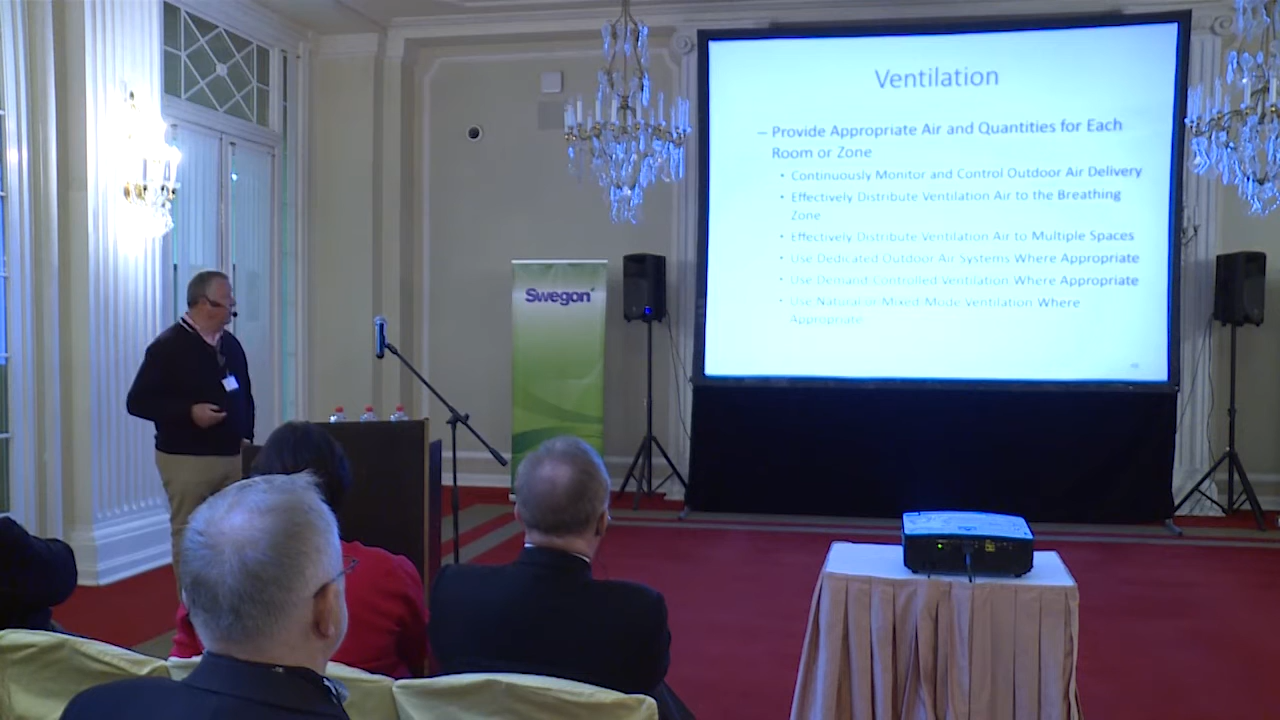 Ventilation
– Provide Appropriate Air and Quantities for Each
Room or Zone
• Continuously Monitor and Control Outdoor Air Delivery
• Effectively Distribute Ventilation Air to the Breathing
Zone
• Effectively Distribute Ventilation Air to Multiple Spaces
• Use Dedicated Outdoor Air Systems Where Appropriate
• Use Demand-Controlled Ventilation Where Appropriate
• Use Natural or Mixed-Mode Ventilation Where
Appropriate
Swegon